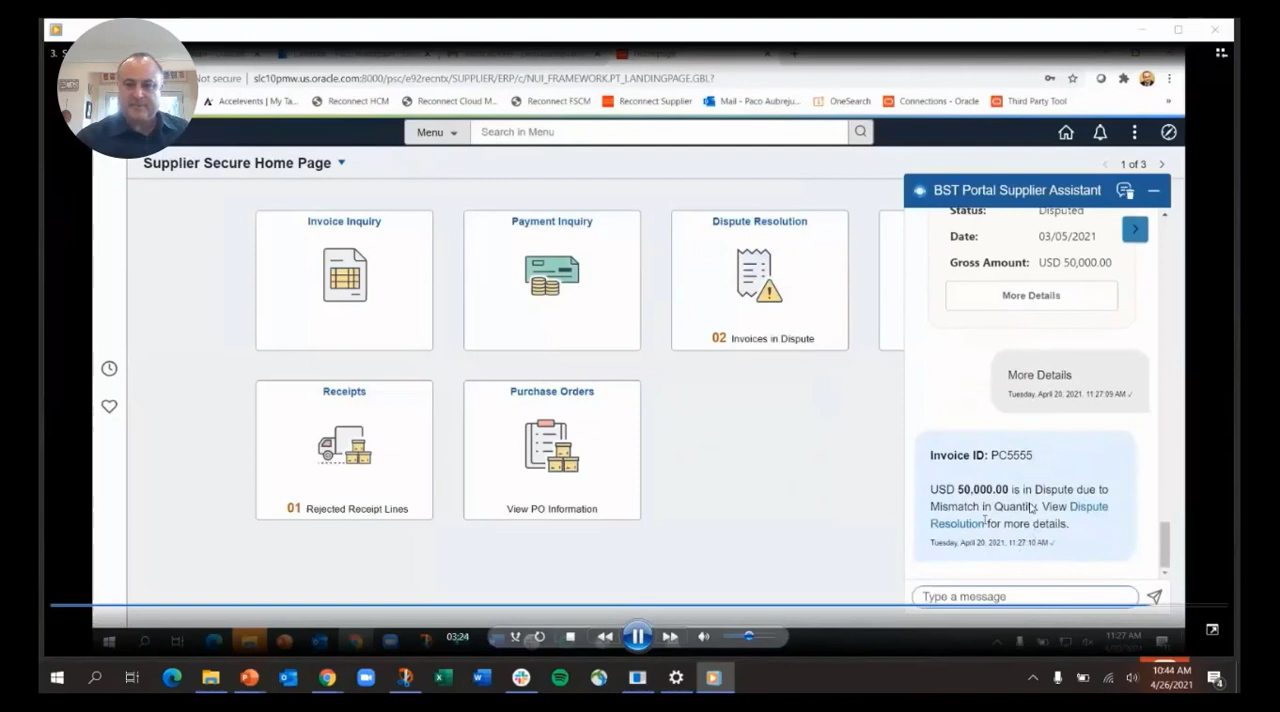 3. S
Not secure | slc10pmw.us.oracle.com:8000/psc/e92recntx/SUPPLIER/ERP/c/NUI_FRAMEWORK.PT_LANDINGPAGE.GBL?
Accelevents | My Ta... Reconnect HCM Reconnect Cloud M... Reconnect FSCM Reconnect Supplier Mail - Paco Aubreju... OneSearch Connections - Oracle Third Party Tool »
Menu Search in Menu
Supplier Secure Home Page 1 of 3
BST Portal Supplier Assistant
Invoice Inquiry Payment Inquiry Dispute Resolution
02 Invoices in Dispute
Receipts Purchase Orders
01 Rejected Receipt Lines View PO Information
Status: Disputed
Date: 03/05/2021
Gross Amount: USD 50,000.00
More Details
More Details
Tuesday, April 20, 2021, 11:27:09 AM
Invoice ID: PC5555
USD 50,000.00 is in Dispute due to
Mismatch in Quantity. View Dispute
Resolution for more details.
Tuesday, April 20, 2021, 11:27:10 AM
Type a message
03:24
11:27 AM
10:44 AM
4/26/2021
4